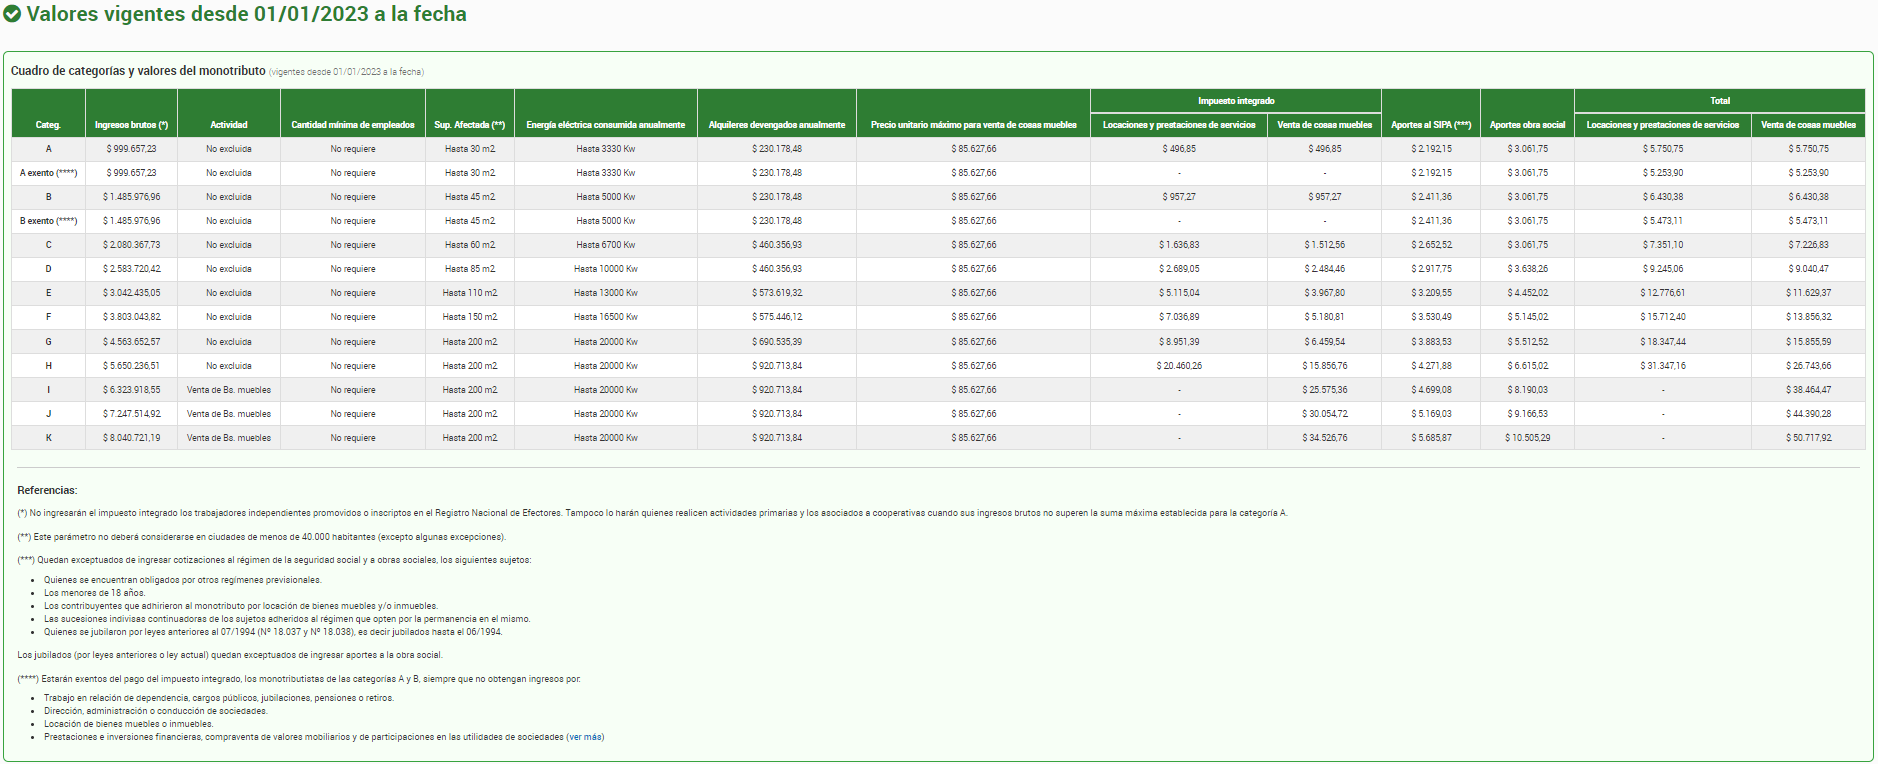 Valores vigentes desde 01/01/2023 a la fecha
Cuadro de categorías y valores del monotributo (vigentes desde 01/01/2023 a la fecha)
Impuesto integrado Total
Categ. Ingresos brutos (*) Actividad Cantidad mínima de empleados Sup. Afectada (**) Energía eléctrica consumida anualmente Alquileres devengados anualmente Precio unitario máximo para venta de cosas muebles Locaciones y prestaciones de servicios Venta de cosas muebles Aportes al SIPA (***) Aportes obra social Locaciones y prestaciones de servicios Venta de cosas muebles
A $ 999.657,23 No excluida No requiere Hasta 30 m2 Hasta 3330 Kw $ 230.178,48 $ 85.627,66 $ 496,85 $ 496,85 $ 2.192,15 $ 3.061,75 $ 5.750,75 $ 5.750,75
A exento (****) $ 999.657,23 No excluida No requiere Hasta 30 m2 Hasta 3330 Kw $ 230.178,48 $ 85.627,66 - - $ 2.192,15 $ 3.061,75 $ 5.253,90 $ 5.253,90
B $ 1.485.976,96 No excluida No requiere Hasta 45 m2 Hasta 5000 Kw $ 230.178,48 $ 85.627,66 $ 957,27 $ 957,27 $ 2.411,36 $ 3.061,75 $ 6.430,38 $ 6.430,38
B exento (****) $ 1.485.976,96 No excluida No requiere Hasta 45 m2 Hasta 5000 Kw $ 230.178,48 $ 85.627,66 - - $ 2.411,36 $ 3.061,75 $ 5.473,11 $ 5.473,11
C $ 2.080.367,73 No excluida No requiere Hasta 60 m2 Hasta 6700 Kw $ 460.356,93 $ 85.627,66 $ 1.636,83 $ 1.512,56 $ 2.652,52 $ 3.061,75 $ 7.351,10 $ 7.226,83
D $ 2.583.720,42 No excluida No requiere Hasta 85 m2 Hasta 10000 Kw $ 460.356,93 $ 85.627,66 $ 2.689,05 $ 2.484,46 $ 2.917,75 $ 3.638,26 $ 9.245,06 $ 9.040,47
E $ 3.042.435,05 No excluida No requiere Hasta 110 m2 Hasta 13000 Kw $ 573.619,32 $ 85.627,66 $ 5.115,04 $ 3.967,80 $ 3.209,55 $ 4.452,02 $ 12.776,61 $ 11.629,37
F $ 3.803.043,82 No excluida No requiere Hasta 150 m2 Hasta 16500 Kw $ 575.446,12 $ 85.627,66 $ 7.036,89 $ 5.180,81 $ 3.530,49 $ 5.145,02 $ 15.712,40 $ 13.856,32
G $ 4.563.652,57 No excluida No requiere Hasta 200 m2 Hasta 20000 Kw $ 690.535,39 $ 85.627,66 $ 8.951,39 $ 6.459,54 $ 3.883,53 $ 5.512,52 $ 18.347,44 $ 15.855,59
H $ 5.650.236,51 No excluida No requiere Hasta 200 m2 Hasta 20000 Kw $ 920.713,84 $ 85.627,66 $ 20.460,26 $ 15.856,76 $ 4.271,88 $ 6.615,02 $ 31.347,16 $ 26.743,66
I $ 6.323.918,55 Venta de Bs. muebles No requiere Hasta 200 m2 Hasta 20000 Kw $ 920.713,84 $ 85.627,66 - $ 25.575,36 $ 4.699,08 $ 8.190,03 - $ 38.464,47
J $ 7.247.514,92 Venta de Bs. muebles No requiere Hasta 200 m2 Hasta 20000 Kw $ 920.713,84 $ 85.627,66 - $ 30.054,72 $ 5.169,03 $ 9.166,53 - $ 44.390,28
K $ 8.040.721,19 Venta de Bs. muebles No requiere Hasta 200 m2 Hasta 20000 Kw $ 920.713,84 $ 85.627,66 - $ 34.526,76 $ 5.685,87 $ 10.505,29 - $ 50.717,92
Referencias:
(*) No ingresarán el impuesto integrado los trabajadores independientes promovidos o inscriptos en el Registro Nacional de Efectores. Tampoco lo harán quienes realicen actividades primarias y los asociados a cooperativas cuando sus ingresos brutos no superen la suma máxima establecida para la categoría A.
(**) Este parámetro no deberá considerarse en ciudades de menos de 40.000 habitantes (excepto algunas excepciones).
(***) Quedan exceptuados de ingresar cotizaciones al régimen de la seguridad social y a obras sociales, los siguientes sujetos:
• Quienes se encuentran obligados por otros regímenes previsionales.
• Los menores de 18 años.
• Los contribuyentes que adhirieron al monotributo por locación de bienes muebles y/o inmuebles.
• Las sucesiones indivisas continuadoras de los sujetos adheridos al régimen que opten por la permanencia en el mismo.
• Quienes se jubilaron por leyes anteriores al 07/1994 (Nº 18.037 y Nº 18.038), es decir jubilados hasta el 06/1994.
Los jubilados (por leyes anteriores o ley actual) quedan exceptuados de ingresar aportes a la obra social.
(****) Estarán exentos del pago del impuesto integrado, los monotributistas de las categorías A y B, siempre que no obtengan ingresos por:
• Trabajo en relación de dependencia, cargos públicos, jubilaciones, pensiones o retiros.
• Dirección, administración o conducción de sociedades.
• Locación de bienes muebles o inmuebles.
• Prestaciones e inversiones financieras, compraventa de valores mobiliarios y de participaciones en las utilidades de sociedades (ver más)